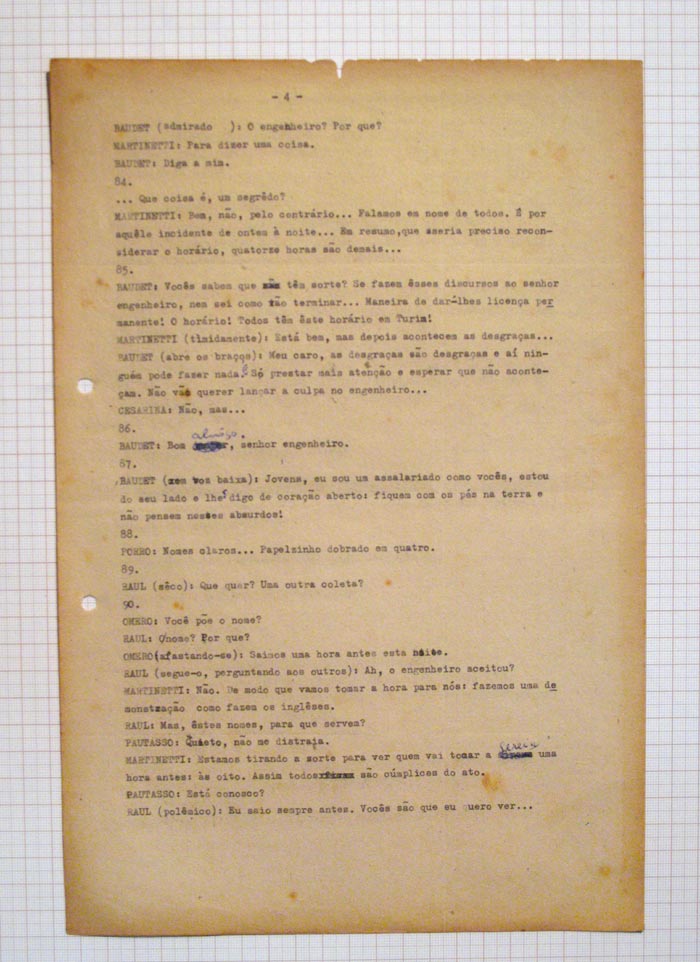 - 4 -
BAUDET (admirado ): O engenheiro? Por que?
MARTINETTI: Para dizer uma coisa.
BAUDET: Diga a mim.
84.
... Que coisa é, um segrêdo?
MARTINETTI: Bem, não, pelo contrário... Falamos em nome de todos. É por
aquêle incidente de ontem à noite... Em resumo,que sseria preciso recon-
siderar o horário, quatorze horas são demais...
85.
BAUDET: Vocês sabem que têm sorte? Se fazem êsses discursos ao senhor
engenheiro, nem sei como vão terminar... Maneira de dar-lhes licença per
manente! O horário! Todos têm êste horário em Turim!
MARTINETTI (tìmidamente): Está bem, mas depois acontecem as desgraças...
BAUDET (abre os braços): Meu caro, as desgraças são desgraças e aí nin-
guém pode fazer nada. Só prestar mais atenção e esperar que não aconte-
çam. Não vão querer lançar a culpa no engenheiro...
CESARINA: Não, mas...
86.
BAUDET: Bom almôço, senhor engenheiro.
87.
BAUDET (em voz baixa): Jovens, eu sou um assalariado como vocês, estou
do seu lado e lhes digo de coração aberto: fiquem com os pés na terra e
não pensem nesses absurdos!
88.
PORRO: Nomes claros... Papelzinho dobrado em quatro.
89.
RAUL (sêco): Que quer? Uma outra coleta?
90.
OMERO: Você põe o nome?
RAUL: O nome? Por que?
OMERO(afastando-se): Saimos uma hora antes esta noite.
RAUL (segue-o, perguntando aos outros): Ah, o engenheiro aceitou?
MARTINETTI: Não. De modo que vamos tomar a hora para nós: fazemos uma de
monstração como fazem os inglêses.
RAUL: Mas, êstes nomes, para que servem?
PAUTASSO: Quieto, não me distraia.
MARTINETTI: Estamos tirando a sorte para ver quem vai tocar a sereia uma
hora antes: às oito. Assim todos são cúmplices do ato.
PAUTASSO: Está conosco?
RAUL (polêmico): Eu saio sempre antes. Vocês são que eu quero ver...